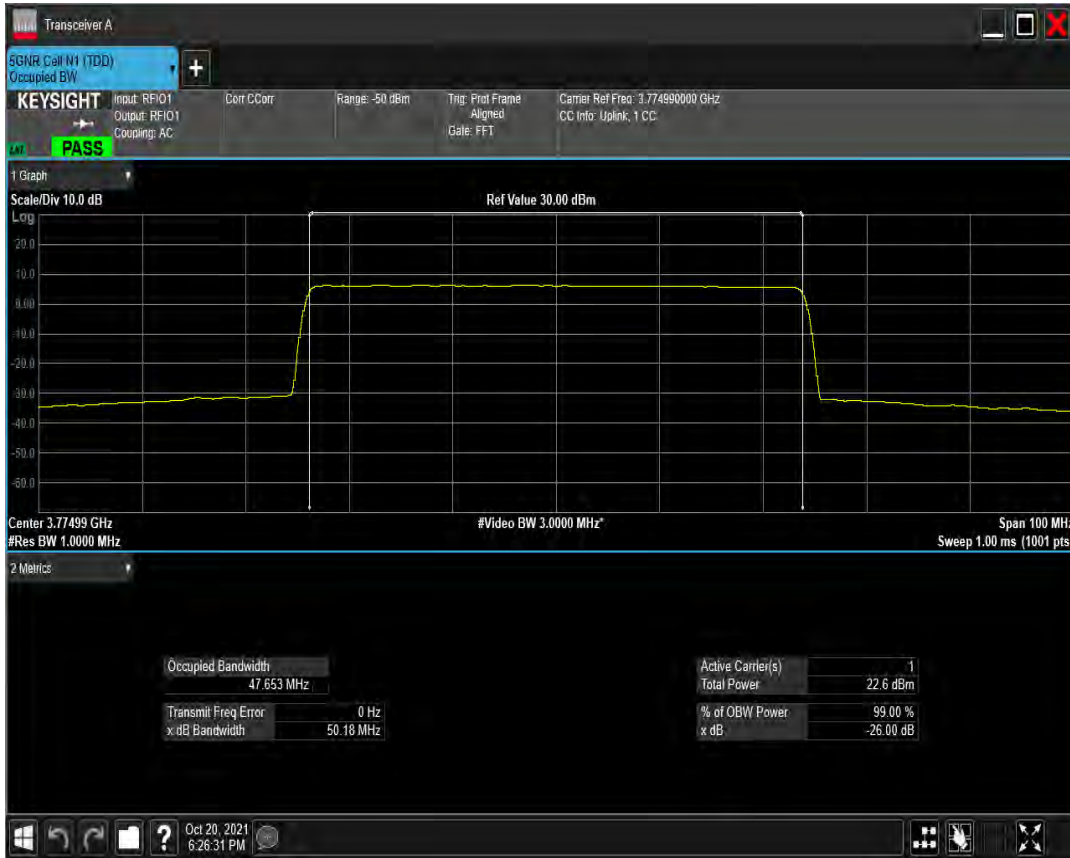 Transceiver A
5GNR Cell N1 (TDD)
Occupied BW
+
KEYSIGHT
Input: RFIO1
Output: RFIO1
Coupling: AC
Corr CCorr
Range: -50 dBm
Trig: Prot Frame
Aligned
Gate: FFT
Carrier Ref Freq: 3.774990000 GHz
CC Info: Uplink, 1 CC
PASS
1 Graph
Scale/Div 10.0 dB
Ref Value 30.00 dBm
Log
20.0
10.0
0.00
-10.0
-20.0
-30.0
-40.0
-50.0
-60.0
Center 3.77499 GHz
#Video BW 3.0000 MHz*
Span 100 MHz
#Res BW 1.0000 MHz
Sweep 1.00 ms (1001 pts
2 Metrics
Occupied Bandwidth
47.653 MHz
Transmit Freq Error 0 Hz
x dB Bandwidth 50.18 MHz
Active Carrier(s) 1
Total Power 22.6 dBm
% of OBW Power 99.00 %
x dB -26.00 dB
?
Oct 20, 2021
6:26:31 PM